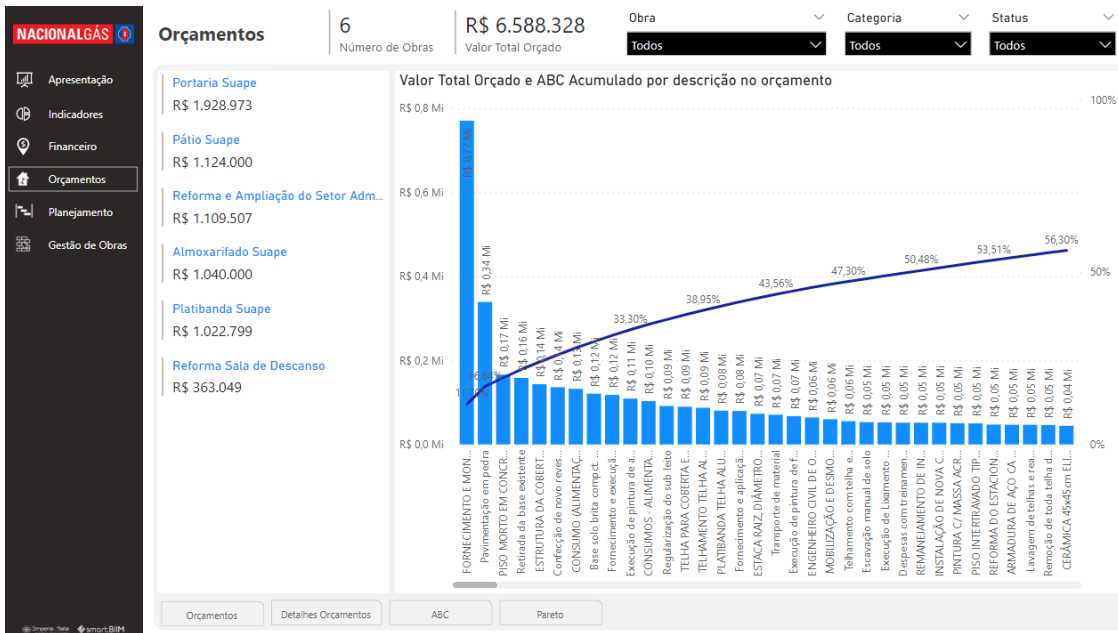 NACIONALGÁS
Apresentação
Indicadores
Financeiro
Orçamentos
Planejamento
Gestão de Obras
smartBIM
Orçamentos
6
Número de Obras
R$ 6.588.328
Valor Total Orçado
Obra
Todos
Categoria
Todos
Status
Todos
Portaria Suape
R$ 1.928.973
Pátio Suape
R$ 1.124.000
Reforma e Ampliação do Setor Adm...
R$ 1.109.507
Almoxarifado Suape
R$ 1.040.000
Platibanda Suape
R$ 1.022.799
Reforma Sala de Descanso
R$ 363.049
Valor Total Orçado e ABC Acumulado por descrição no orçamento
R$ 0,8 Mi
R$ 0,6 Mi
R$ 0,4 Mi
R$ 0,2 Mi
R$ 0,0 Mi
100%
50%
0%
R$ 0,77 Mi
R$ 0,34 Mi
R$ 0,17 Mi
R$ 0,16 Mi
R$ 0,14 Mi
R$ 0,14 Mi
R$ 0,13 Mi
R$ 0,12 Mi
R$ 0,12 Mi
R$ 0,11 Mi
R$ 0,10 Mi
R$ 0,09 Mi
R$ 0,09 Mi
R$ 0,09 Mi
R$ 0,08 Mi
R$ 0,08 Mi
R$ 0,07 Mi
R$ 0,07 Mi
R$ 0,07 Mi
R$ 0,06 Mi
R$ 0,06 Mi
R$ 0,06 Mi
R$ 0,05 Mi
R$ 0,05 Mi
R$ 0,05 Mi
R$ 0,05 Mi
R$ 0,05 Mi
R$ 0,05 Mi
R$ 0,05 Mi
R$ 0,05 Mi
R$ 0,05 Mi
R$ 0,05 Mi
R$ 0,05 Mi
R$ 0,04 Mi
33,30%
38,95%
43,56%
47,30%
50,48%
53,51%
56,30%
FORNECIMENTO E MON...
Pavimentação em pedra
PISO MORTO EM CONCR...
Retirada da base existente
ESTRUTURA DA COBERT...
Confecção de novo reves...
CONSUMO (ALIMENTAÇ...
Base solo brita comp ct. ...
Fornecimento e execuçã...
Execução de pintura de a...
CONSUMOS - ALIMENTA...
Regularização do sub leito
TELHA PARA COBERTA E...
TELHAMENTO TELHA AL...
PLATIBANDA TELHA ALU...
Fornecimento e aplicaçã...
ESTACA RAIZ, DIÂMETRO...
Transporte de material
Execução de pintura de f...
ENGENHEIRO CIVIL DE O...
MOBILIZAÇÃO E DESMO...
Telhamento com telha e...
Escavação manual de solo
Execução de Lixamento ...
Despesas com treinamen...
REMANEJAMENTO DE IN...
INSTALAÇÃO DE NOVA C...
PINTURA C/ MASSA ACR...
PISO INTERTRAVADO TIP...
REFORMA DO ESTACION...
ARMADURA DE AÇO CA ...
Lavagem de telhas e rea...
Remoção de toda telha d...
CERÂMICA 45x45 cm ELI...
Orçamentos
Detalhes Orçamentos
ABC
Pareto